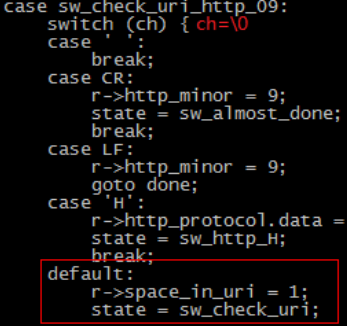 case sw_check_uri_http_09:
switch (ch) { ch=\0
case ' ':
break;
case CR:
r->http_minor = 9;
state = sw_almost_done;
break;
case LF:
r->http_minor = 9;
goto done;
case 'H':
r->http_protocol.data =
state = sw_http_H;
break;
default:
r->space_in_uri = 1;
state = sw_check_uri;